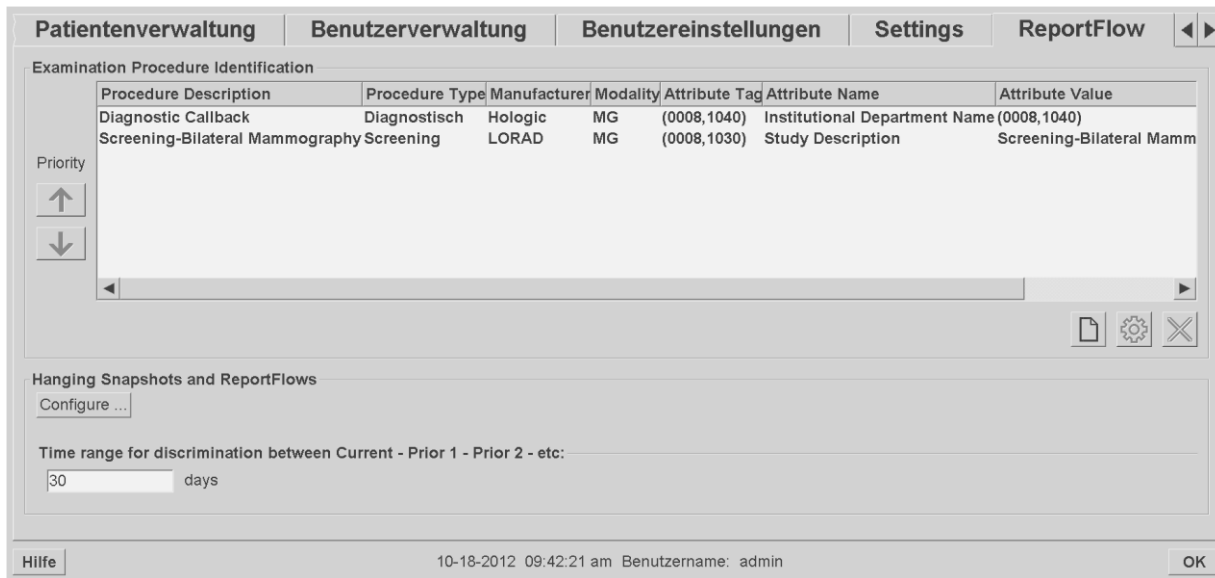 Patientenverwaltung Benutzerverwaltung Benutzereinstellungen Settings ReportFlow
Examination Procedure Identification
Procedure Description Procedure Type Manufacturer Modality Attribute Tag Attribute Name Attribute Value
Diagnostic Callback Diagnostisch Hologic MG (0008,1040) Institutional Department Name (0008,1040)
Screening-Bilateral Mammography Screening LORAD MG (0008,1030) Study Description Screening-Bilateral Mamm
Priority
Hanging Snapshots and ReportFlows
Configure ...
Time range for discrimination between Current - Prior 1 - Prior 2 - etc:
30 days
Hilfe 10-18-2012 09:42:21 am Benutzername: admin OK